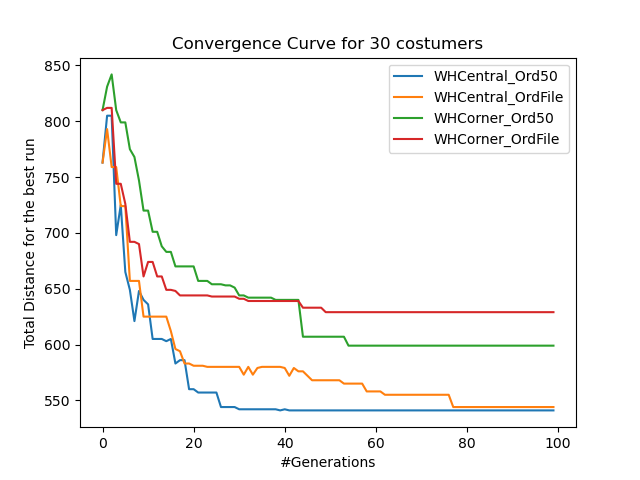 Convergence Curve for 30 costumers
850
800
750
700
650
600
550
Total Distance for the best run
WHCentral_Ord50
WHCentral_OrdFile
WHCorner_Ord50
WHCorner_OrdFile
0 20 40 60 80 100
#Generations